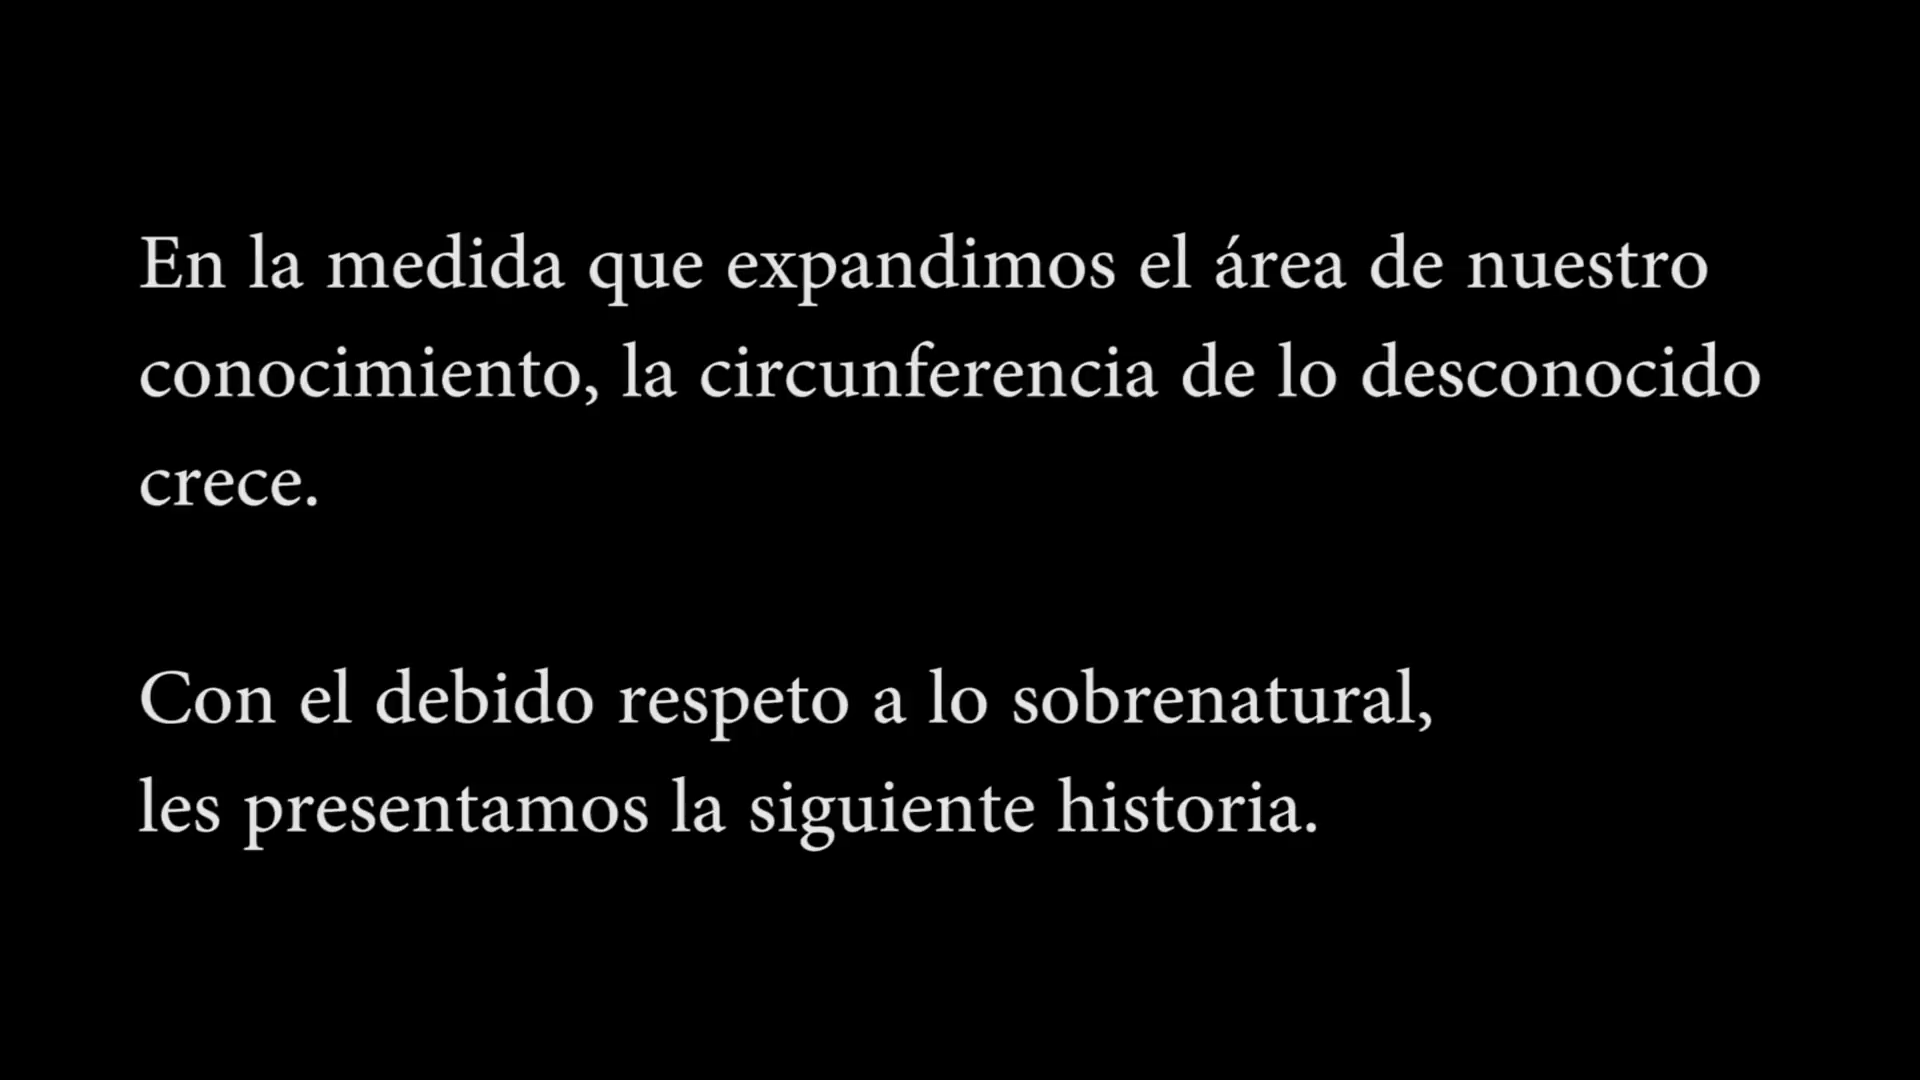 En la medida que expandimos el área de nuestro
conocimiento, la circunferencia de lo desconocido
crece.
Con el debido respeto a lo sobrenatural,
les presentamos la siguiente historia.